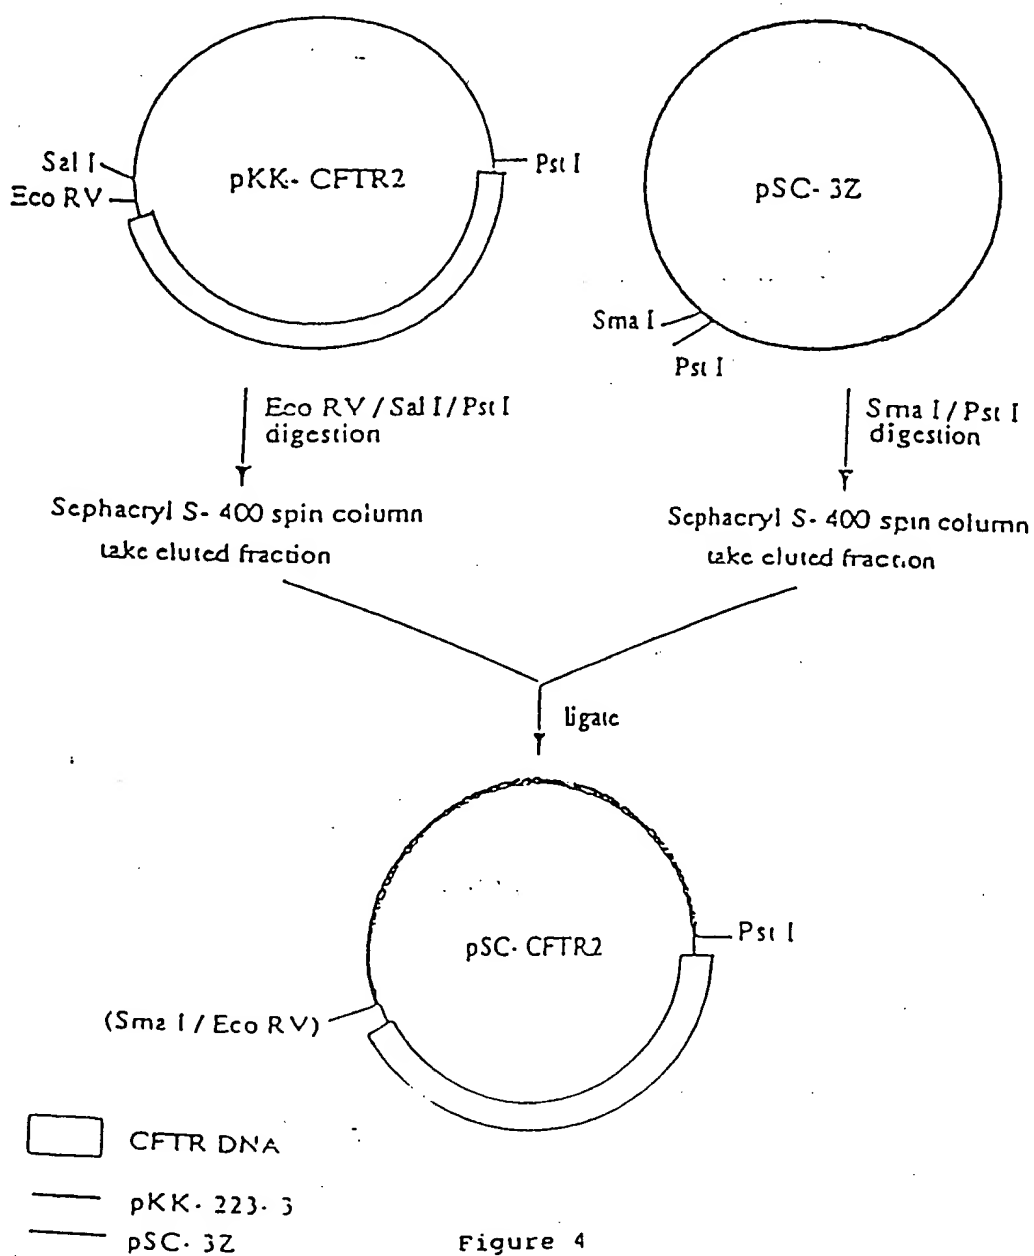 Sal I
Eco RV
pKK- CFTR2
Pst I
pSC- 3Z
Sma I
Pst I
Eco RV / Sal I / Pst I
digestion
Sma I / Pst I
digestion
Sephacryl S- 400 spin column
take eluted fraction
Sephacryl S- 400 spin column
take eluted fraction
ligate
pSC- CFTR2
Pst I
(Sma I / Eco RV)
CFTR DNA
pKK- 223- 3
pSC- 3Z
Figure 4